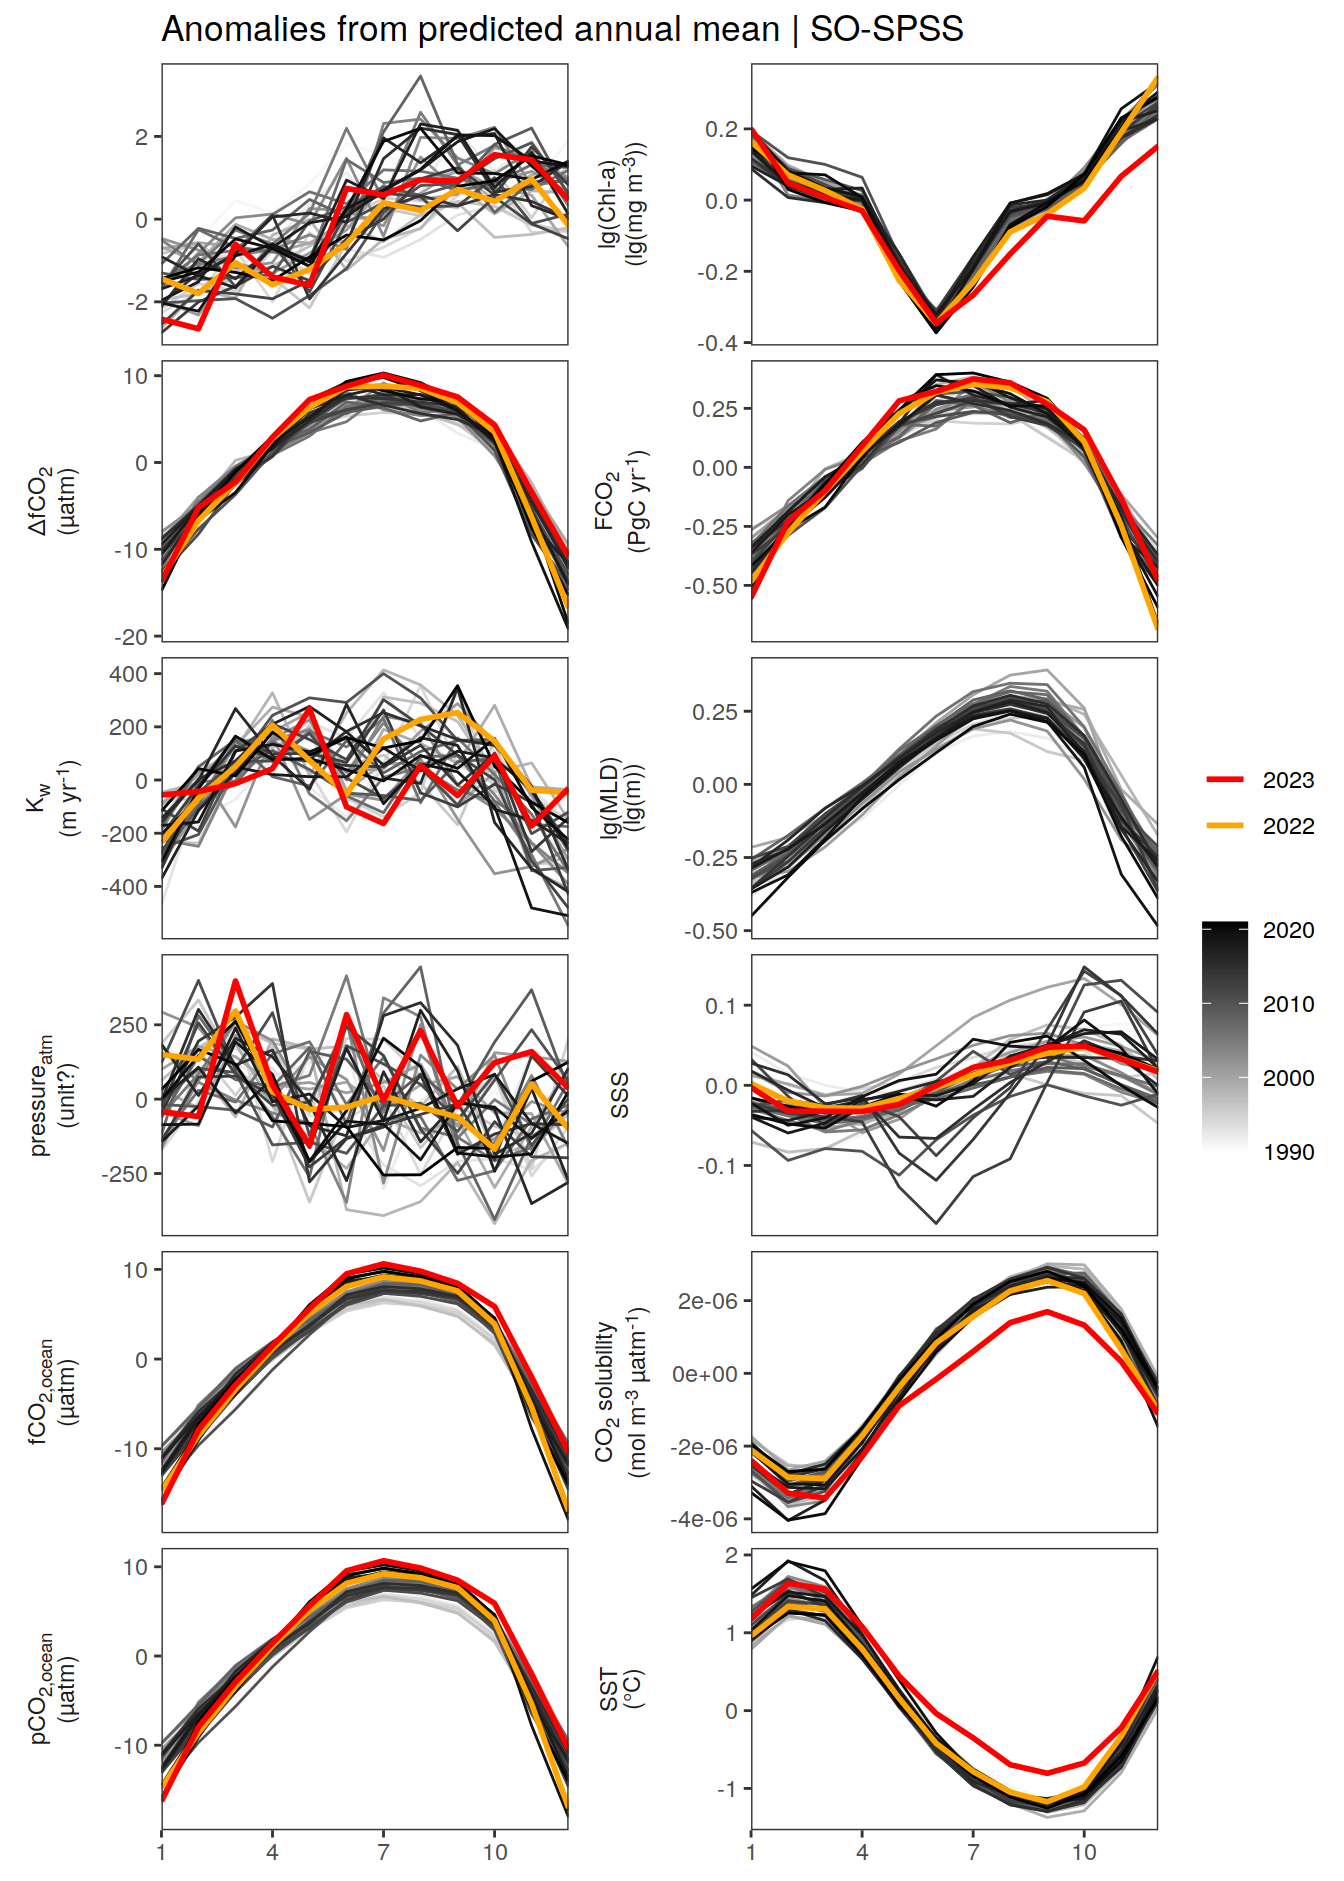 Anomalies from predicted annual mean | SO-SPSS
2
0
-2
lg(Chl-a)
(lg(mg m⁻³))
0.2
0.0
-0.2
-0.4
ΔfCO₂
(µatm)
10
0
-10
-20
FCO₂
(PgC yr⁻¹)
0.25
0.00
-0.25
-0.50
K_w
(m yr⁻¹)
400
200
0
-200
-400
lg(MLD)
(lg(m))
0.25
0.00
-0.25
-0.50
2023
2022
2020
2010
2000
1990
pressure_atm
(unit?)
250
0
-250
SSS
0.1
0.0
-0.1
fCO₂,ocean
(µatm)
10
0
-10
CO₂ solubility
(mol m⁻³ µatm⁻¹)
2e-06
0e+00
-2e-06
-4e-06
pCO₂,ocean
(µatm)
10
0
-10
SST
(°C)
2
1
0
-1
1 4 7 10
1 4 7 10